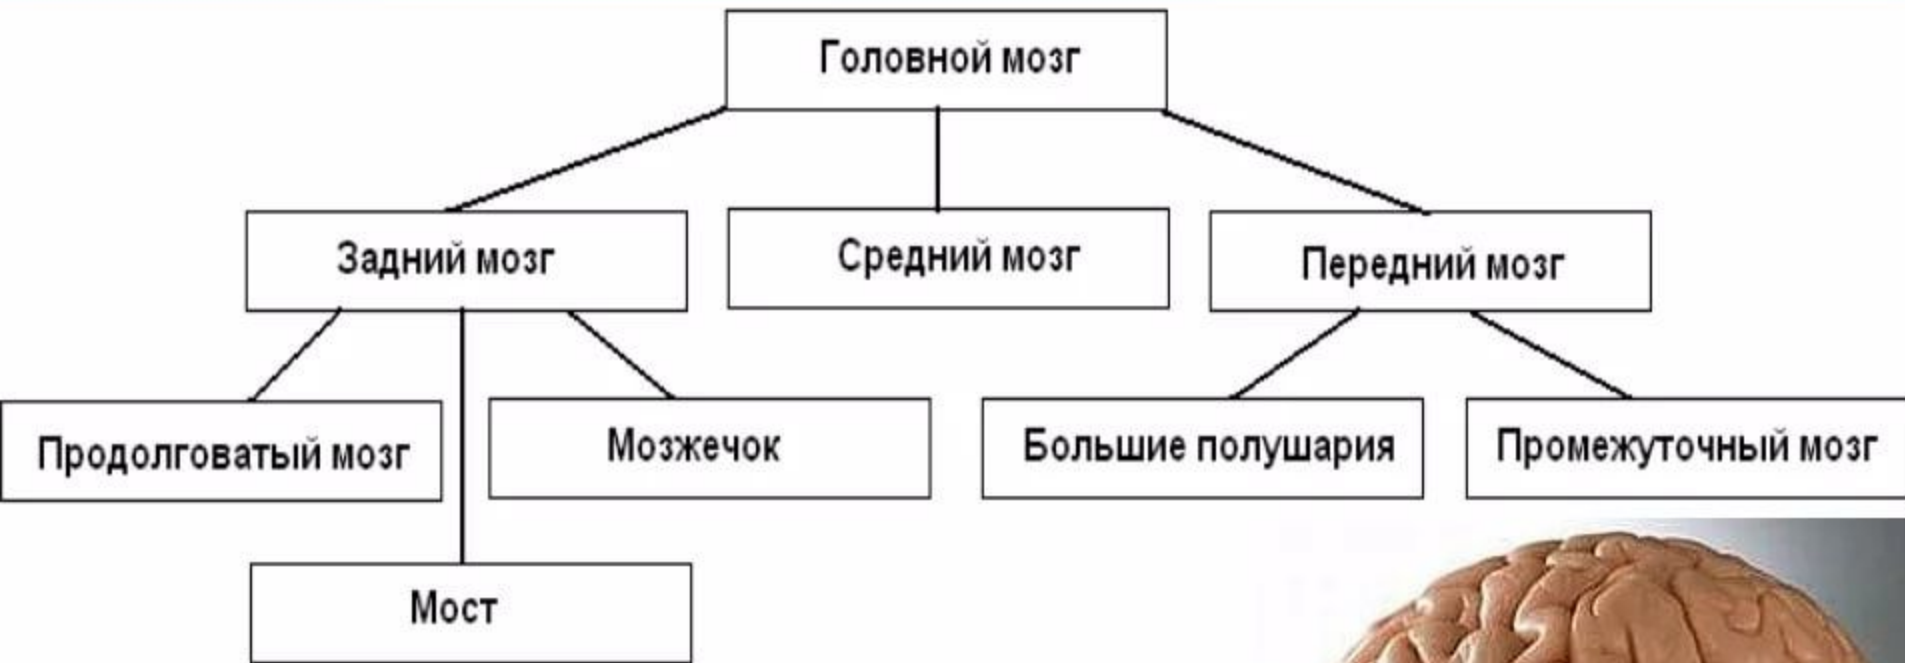 Головной мозг
Задний мозг
Средний мозг
Передний мозг
Продолговатый мозг
Мозжечок
Большие полушария
Промежуточный мозг
Мост